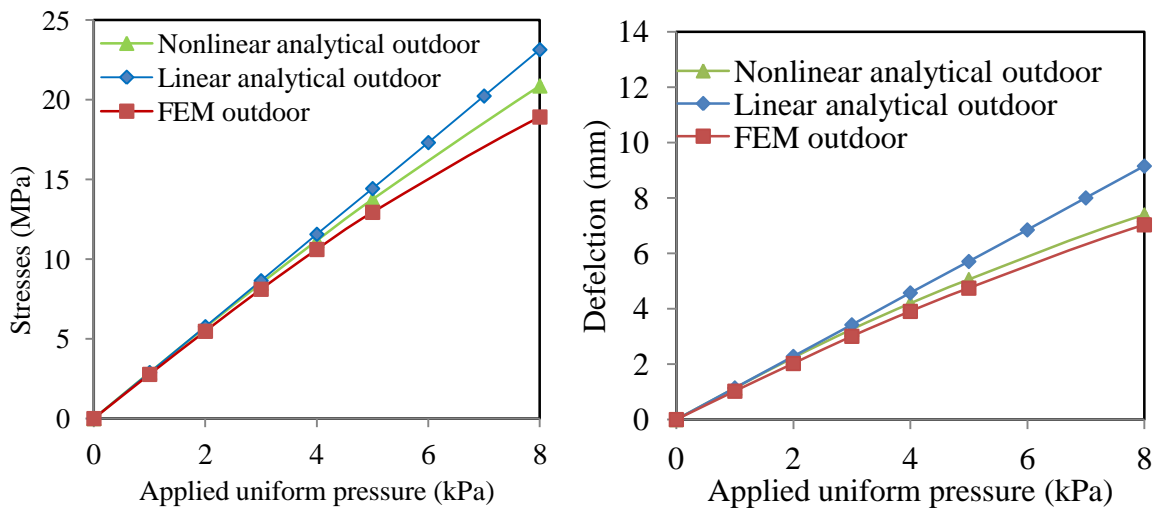 25
20
15
10
5
0
Stresses (MPa)
Nonlinear analytical outdoor
Linear analytical outdoor
FEM outdoor
0 2 4 6 8
Applied uniform pressure (kPa)
14
12
10
8
6
4
2
0
Defelction (mm)
Nonlinear analytical outdoor
Linear analytical outdoor
FEM outdoor
0 2 4 6 8
Applied uniform pressure (kPa)